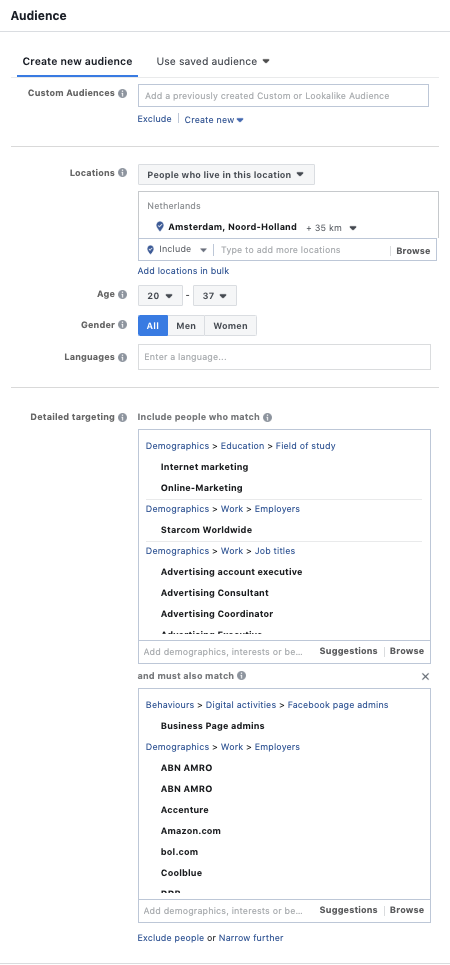 Audience
Create new audience Use saved audience
Custom Audiences Add a previously created Custom or Lookalike Audience
Exclude Create new
Locations People who live in this location
Netherlands
Amsterdam, Noord-Holland + 35 km
Include Type to add more locations Browse
Add locations in bulk
Age 20 - 37
Gender All Men Women
Languages Enter a language...
Detailed targeting Include people who match
Demographics > Education > Field of study
Internet marketing
Online-Marketing
Demographics > Work > Employers
Starcom Worldwide
Demographics > Work > Job titles
Advertising account executive
Advertising Consultant
Advertising Coordinator
Advertising Executive
Add demographics, interests or be... Suggestions Browse
and must also match
Behaviours > Digital activities > Facebook page admins
Business Page admins
Demographics > Work > Employers
ABN AMRO
ABN AMRO
Accenture
Amazon.com
bol.com
Coolblue
Add demographics, interests or be... Suggestions Browse
Exclude people or Narrow further